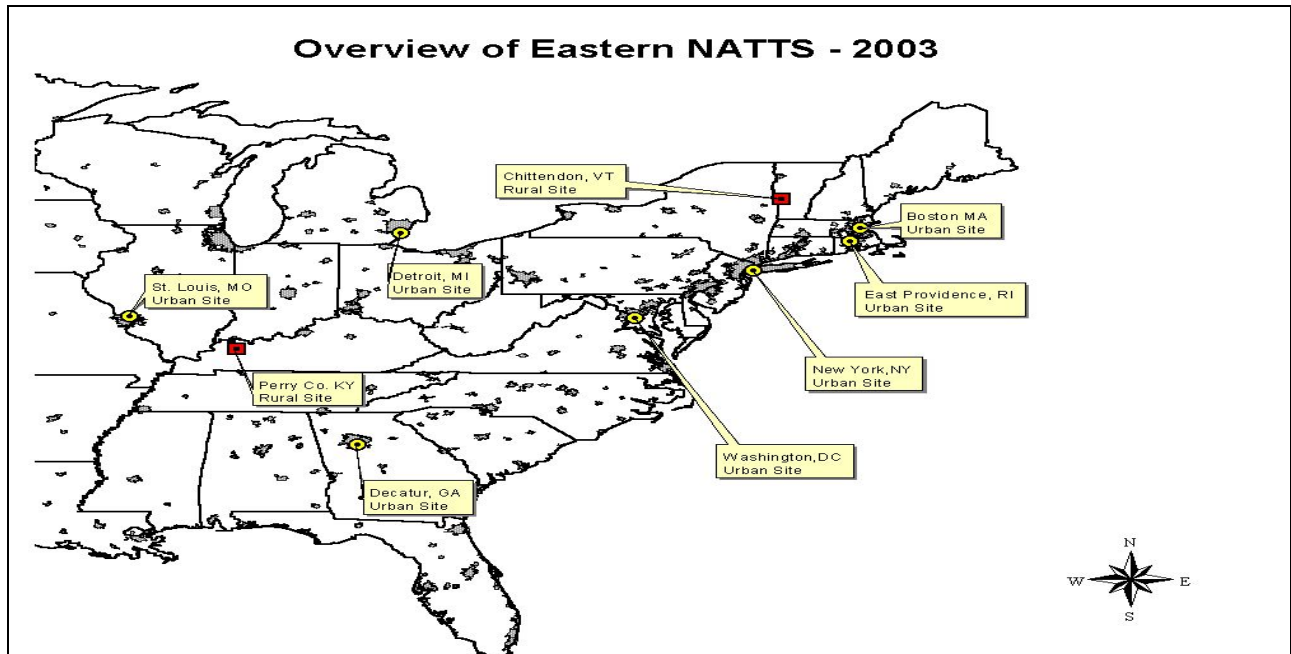 Overview of Eastern NATTS - 2003
Chittendon, VT
Rural Site
Boston MA
Urban Site
Detroit, MI
Urban Site
St. Louis, MO
Urban Site
East Providence, RI
Urban Site
New York,NY
Urban Site
Perry Co. KY
Rural Site
Washington,DC
Urban Site
Decatur, GA
Urban Site
N
W
E
S